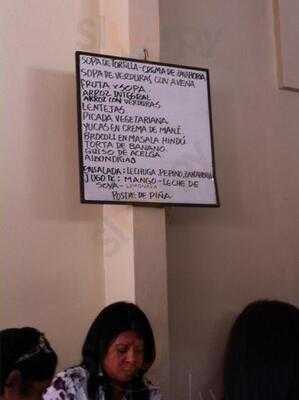 SOPA DE TORTILLA - CREMA DE ZANAHORIA
SOPA DE VERDURAS CON AVENA
FRUTA Y SOPA
ARROZ INTEGRAL
ARROZ CON VERDURAS
LENTEJAS
PICADA VEGETARIANA
YUCAS EN CREMA DE MANÍ
BROCOLI EN MASALA HINDÚ
TORTA DE BANANO
GUISO DE ACELGA
ALBONDIGAS
ENSALADA: LECHUGA, PEPINO, ZANAHORIA
JUGO DE: MANGO - LECHE DE
SOYA - LIMONADA
POSTRE DE PIÑA